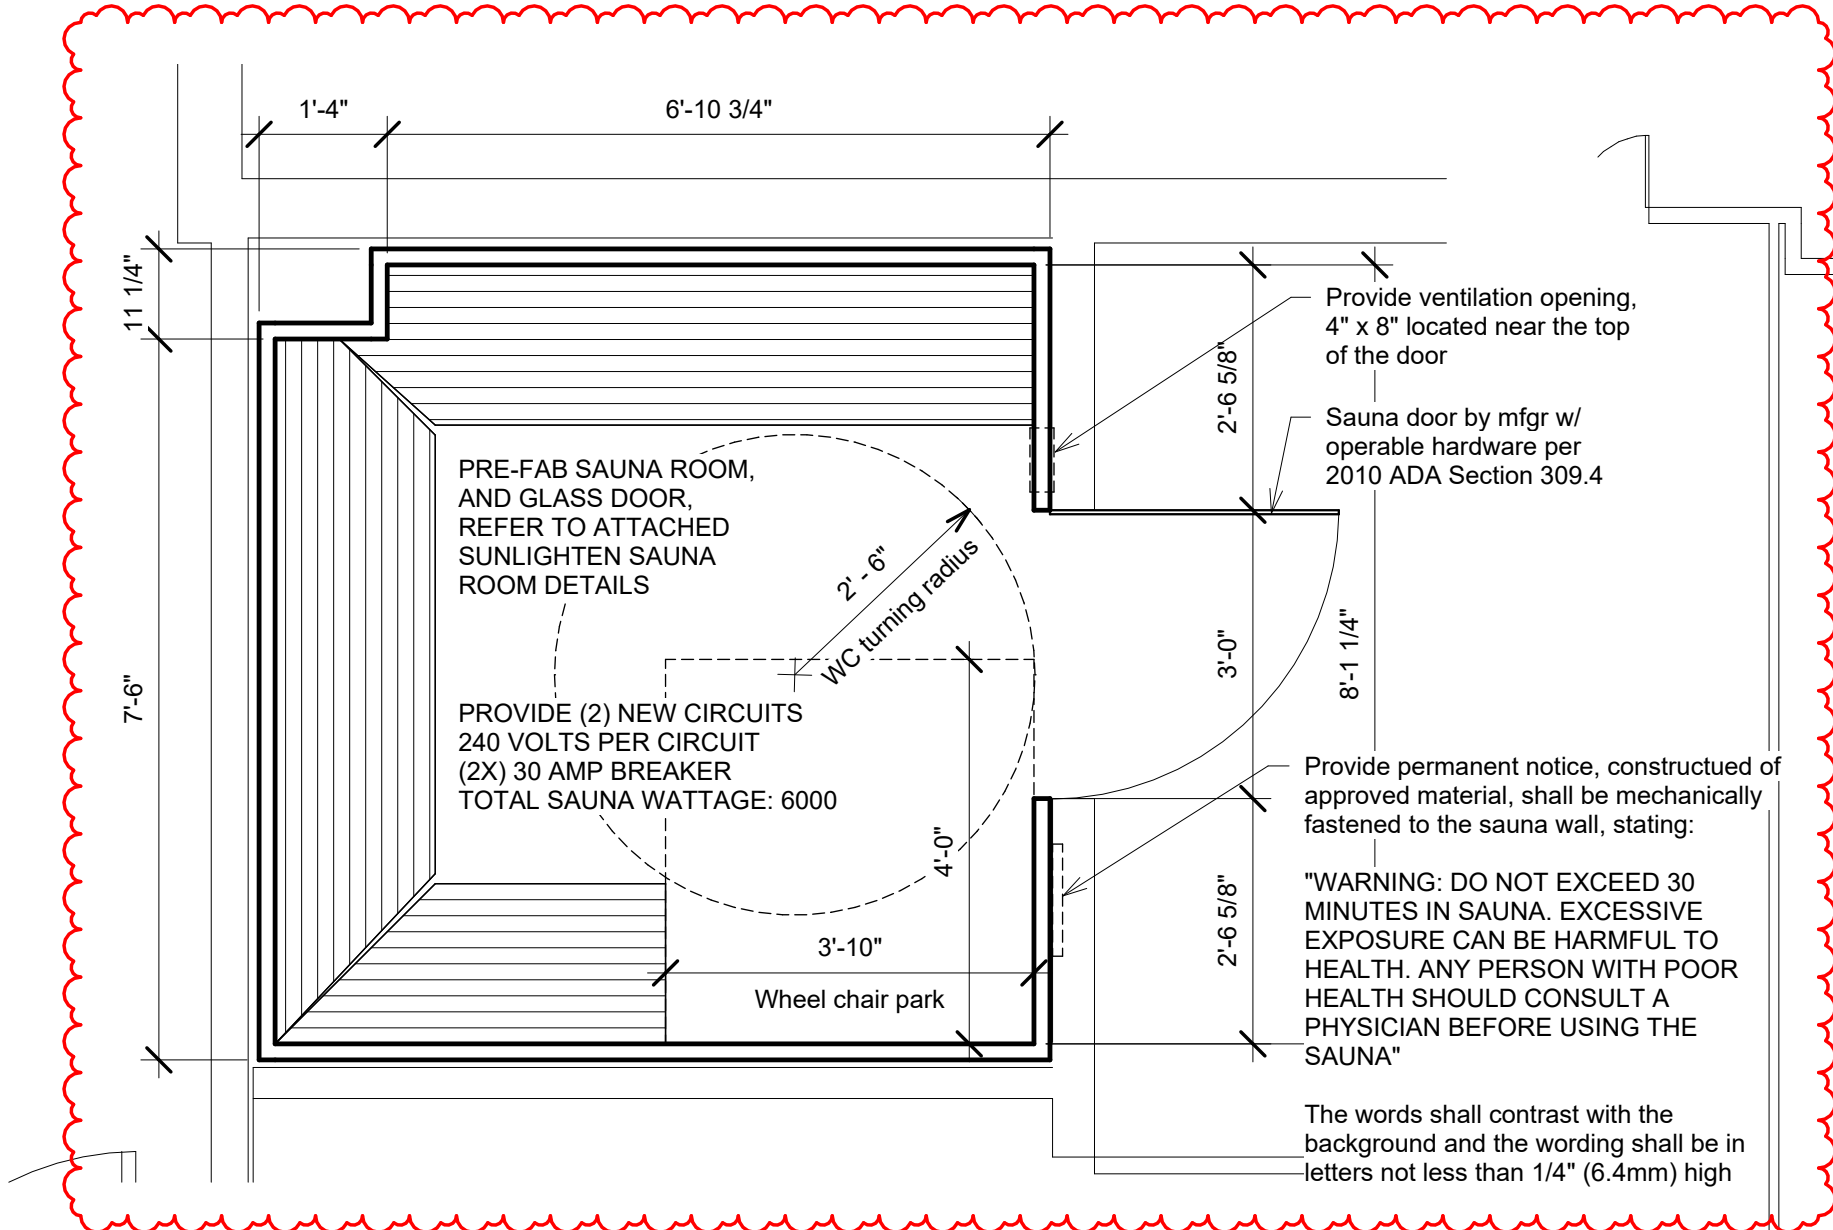 1'-4"
6'-10 3/4"
11 1/4"
7'-6"
Provide ventilation opening,
4" x 8" located near the top
of the door
2'-6 5/8"
Sauna door by mfgr w/
operable hardware per
2010 ADA Section 309.4
PRE-FAB SAUNA ROOM,
AND GLASS DOOR,
REFER TO ATTACHED
SUNLIGHTEN SAUNA
ROOM DETAILS
2' - 6"
WC turning radius
3'-0"
8'-1 1/4"
PROVIDE (2) NEW CIRCUITS
240 VOLTS PER CIRCUIT
(2X) 30 AMP BREAKER
TOTAL SAUNA WATTAGE: 6000
4'-0"
3'-10"
Wheel chair park
2'-6 5/8"
Provide permanent notice, constructued of
approved material, shall be mechanically
fastened to the sauna wall, stating:
"WARNING: DO NOT EXCEED 30
MINUTES IN SAUNA. EXCESSIVE
EXPOSURE CAN BE HARMFUL TO
HEALTH. ANY PERSON WITH POOR
HEALTH SHOULD CONSULT A
PHYSICIAN BEFORE USING THE
SAUNA"
The words shall contrast with the
background and the wording shall be in
letters not less than 1/4" (6.4mm) high